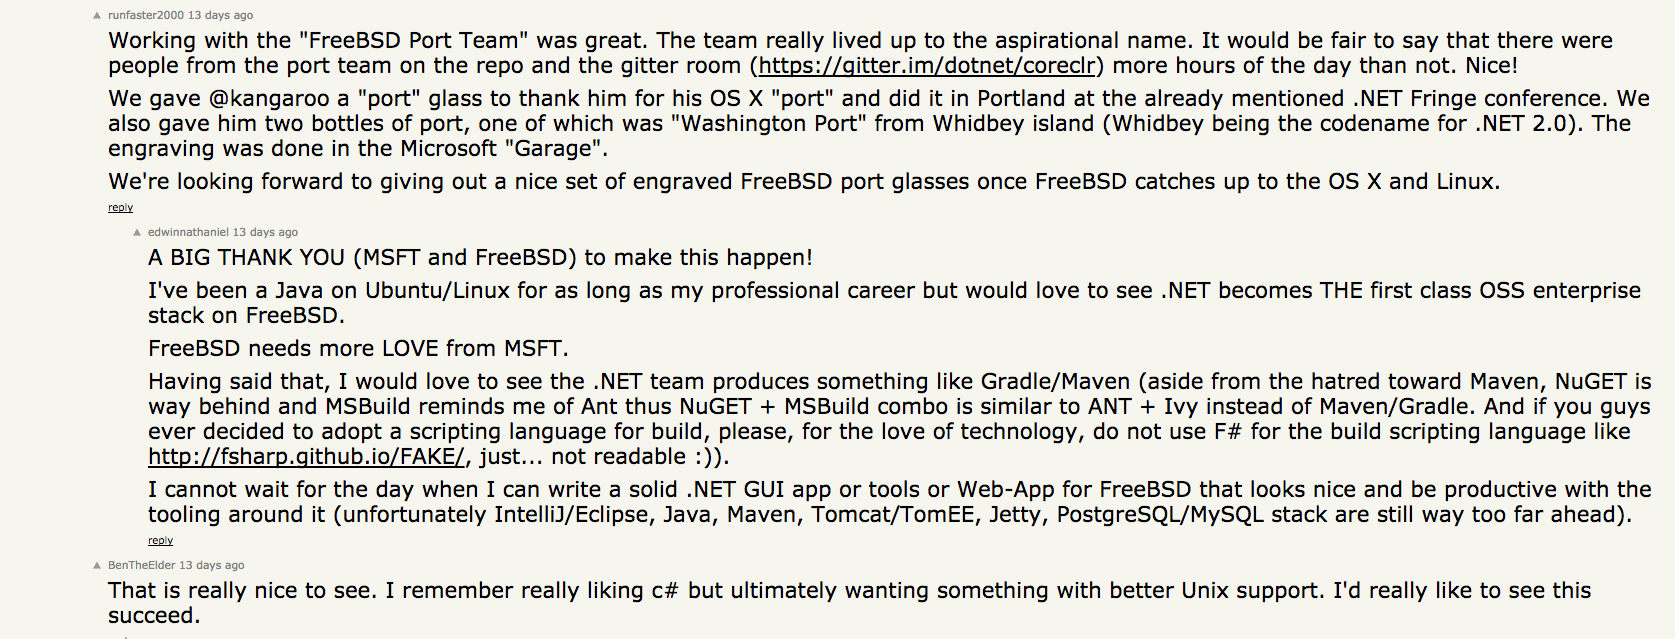 ▲ runfaster2000 13 days ago
Working with the "FreeBSD Port Team" was great. The team really lived up to the aspirational name. It would be fair to say that there were
people from the port team on the repo and the gitter room (https://gitter.im/dotnet/coreclr) more hours of the day than not. Nice!
We gave @kangaroo a "port" glass to thank him for his OS X "port" and did it in Portland at the already mentioned .NET Fringe conference. We
also gave him two bottles of port, one of which was "Washington Port" from Whidbey island (Whidbey being the codename for .NET 2.0). The
engraving was done in the Microsoft "Garage".
We're looking forward to giving out a nice set of engraved FreeBSD port glasses once FreeBSD catches up to the OS X and Linux.
reply
▲ edwinnathaniel 13 days ago
A BIG THANK YOU (MSFT and FreeBSD) to make this happen!
I've been a Java on Ubuntu/Linux for as long as my professional career but would love to see .NET becomes THE first class OSS enterprise
stack on FreeBSD.
FreeBSD needs more LOVE from MSFT.
Having said that, I would love to see the .NET team produces something like Gradle/Maven (aside from the hatred toward Maven, NuGET is
way behind and MSBuild reminds me of Ant thus NuGET + MSBuild combo is similar to ANT + Ivy instead of Maven/Gradle. And if you guys
ever decided to adopt a scripting language for build, please, for the love of technology, do not use F# for the build scripting language like
http://fsharp.github.io/FAKE/, just... not readable :)).
I cannot wait for the day when I can write a solid .NET GUI app or tools or Web-App for FreeBSD that looks nice and be productive with the
tooling around it (unfortunately IntelliJ/Eclipse, Java, Maven, Tomcat/TomEE, Jetty, PostgreSQL/MySQL stack are still way too far ahead).
reply
▲ BenTheElder 13 days ago
That is really nice to see. I remember really liking c# but ultimately wanting something with better Unix support. I'd really like to see this
succeed.